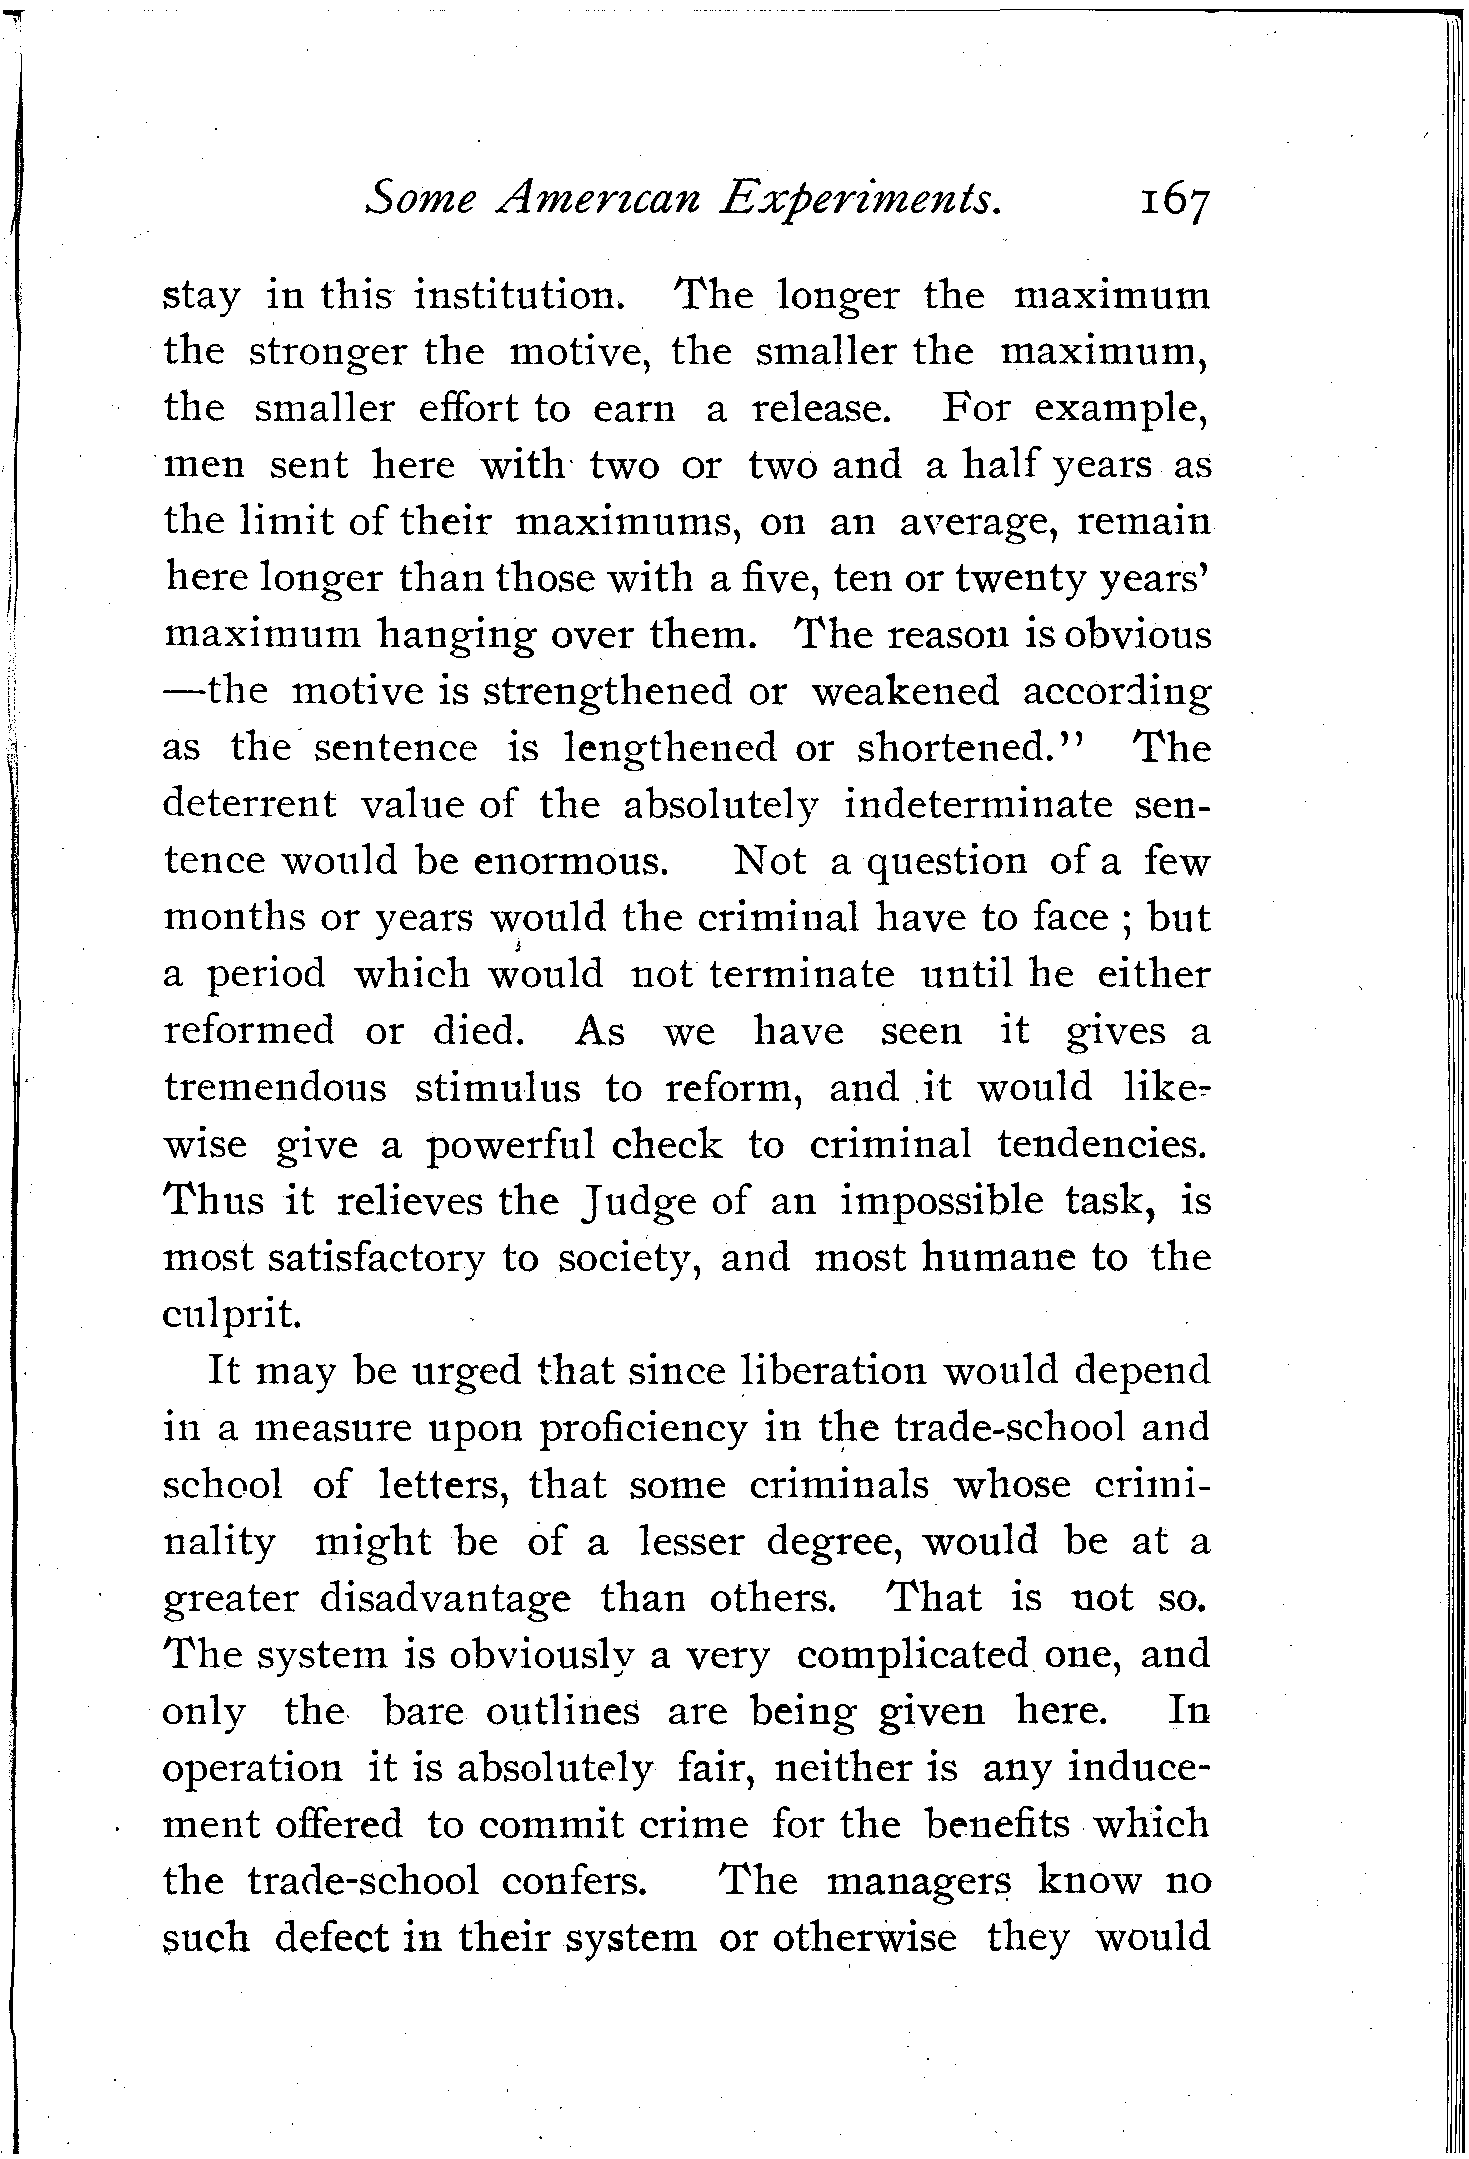 Some American Experiments. 167
stay in this institution. The longer the maximum
the stronger the motive, the smaller the maximum,
the smaller effort to earn a release. For example,
men sent here with two or two and a half years as
the limit of their maximums, on an average, remain
here longer than those with a five, ten or twenty years'
maximum hanging over them. The reason is obvious
—the motive is strengthened or weakened according
as the sentence is lengthened or shortened." The
deterrent value of the absolutely indeterminate sen-
tence would be enormous. Not a question of a few
months or years would the criminal have to face ; but
a period which would not terminate until he either
reformed or died. As we have seen it gives a
tremendous stimulus to reform, and it would like-
wise give a powerful check to criminal tendencies.
Thus it relieves the Judge of an impossible task, is
most satisfactory to society, and most humane to the
culprit.
It may be urged that since liberation would depend
in a measure upon proficiency in the trade-school and
school of letters, that some criminals whose crimi-
nality might be of a lesser degree, would be at a
greater disadvantage than others. That is not so.
The system is obviously a very complicated one, and
only the bare outlines are being given here. In
operation it is absolutely fair, neither is any induce-
ment offered to commit crime for the benefits which
the trade-school confers. The managers know no
such defect in their system or otherwise they would